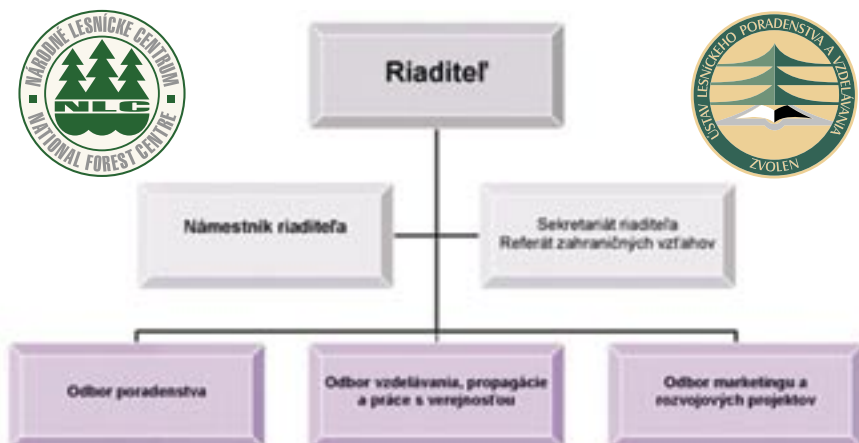 NÁRODNÉ LESNÍCKE CENTRUM
NLC
NATIONAL FOREST CENTRE
Riaditeľ
ÚSTAV LESNÍCKEHO PORADENSTVA A VZDELÁVANIA
ZVOLEN
Námestník riaditeľa
Sekretariát riaditeľa
Referát zahraničných vzťahov
Odbor poradenstva
Odbor vzdelávania, propagácie
a práce s verejnosťou
Odbor marketingu a
rozvojových projektov